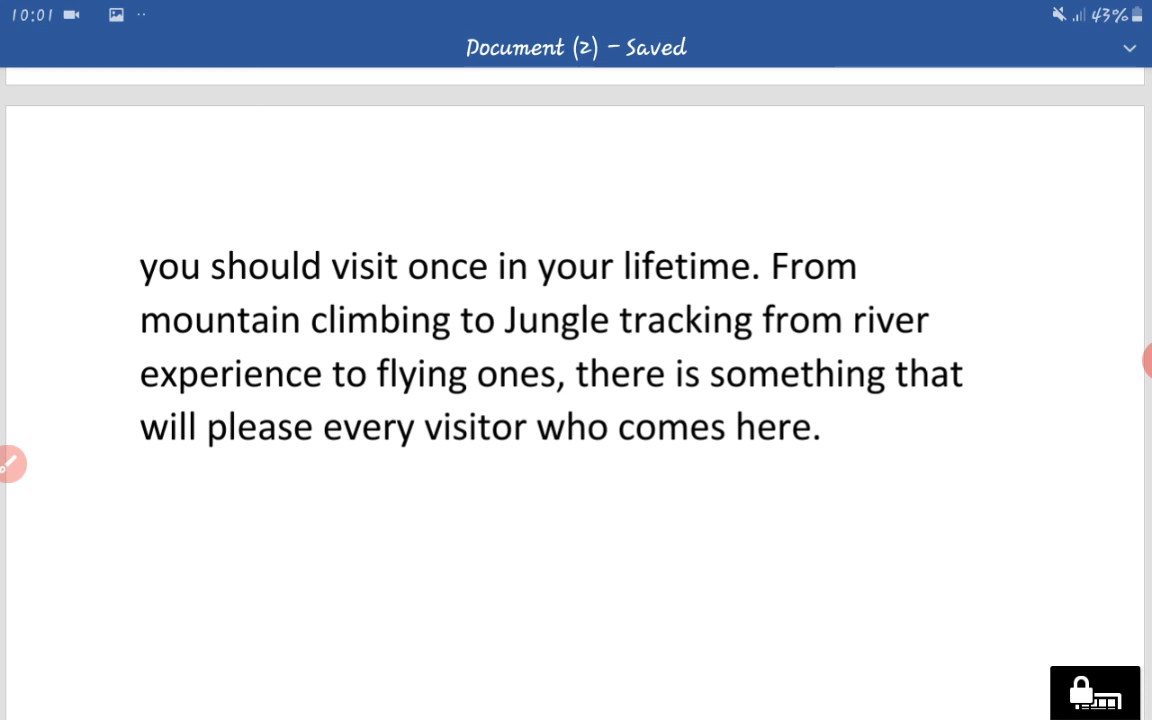 10:01
43%
Document (2) – Saved
you should visit once in your lifetime. From
mountain climbing to Jungle tracking from river
experience to flying ones, there is something that
will please every visitor who comes here.